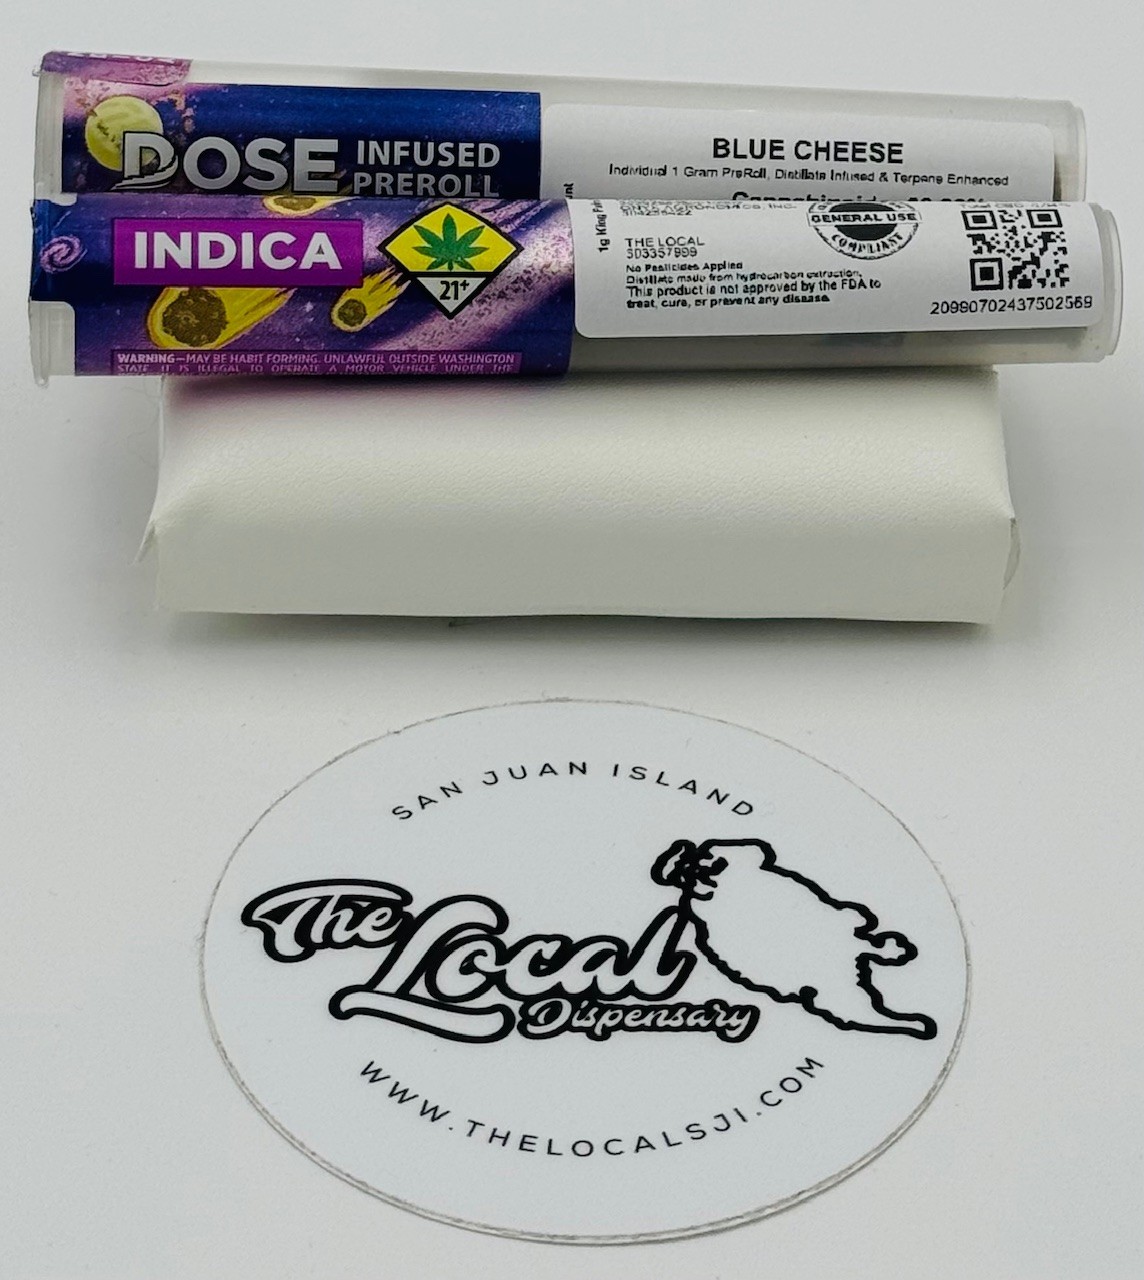 DOSE INFUSED PREROLL
BLUE CHEESE
Individual 1 Gram PreRoll, Distillate Infused & Terpene Enhanced
INDICA
21+
WARNING—MAY BE HABIT FORMING. UNLAWFUL OUTSIDE WASHINGTON
STATE. IT IS ILLEGAL TO OPERATE A MOTOR VEHICLE UNDER THE
THE LOCAL
303357999
No Pesticides Applied
Distillate made from hydrocarbon extraction.
This product is not approved by the FDA to
treat, cure, or prevent any disease
GENERAL USE
COMPLIANT
20990702437502569
SAN JUAN ISLAND
The Local
Dispensary
WWW.THELOCALSJI.COM